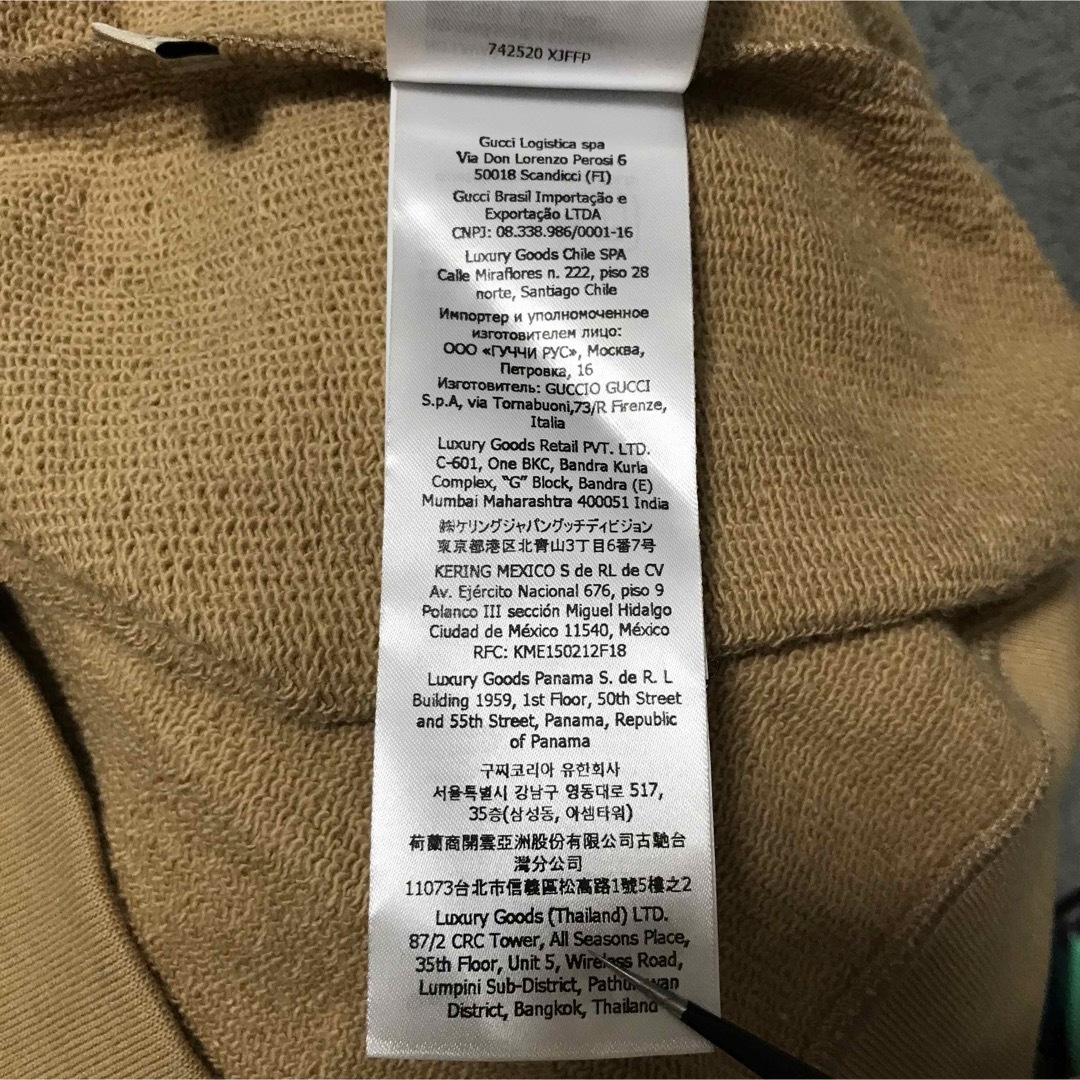 742520 XJFFP
Gucci Logistica spa
Via Don Lorenzo Perosi 6
50018 Scandicci (FI)
Gucci Brasil Importação e
Exportação LTDA
CNPJ: 08.338.986/0001-16
Luxury Goods Chile SPA
Calle Miraflores n. 222, piso 28
norte, Santiago Chile
Импортер и уполномоченное
изготовителем лицо:
ООО «ГУЧЧИ РУС», Москва,
Петровка, 16
Изготовитель: GUCCIO GUCCI
S.p.A, via Tornabuoni,73/R Firenze,
Italia
Luxury Goods Retail PVT. LTD.
C-601, One BKC, Bandra Kurla
Complex, “G” Block, Bandra (E)
Mumbai Maharashtra 400051 India
㈱ケリングジャパングッチディビジョン
東京都港区北青山3丁目6番7号
KERING MEXICO S de RL de CV
Av. Ejército Nacional 676, piso 9
Polanco III sección Miguel Hidalgo
Ciudad de México 11540, México
RFC: KME150212F18
Luxury Goods Panama S. de R. L
Building 1959, 1st Floor, 50th Street
and 55th Street, Panama, Republic
of Panama
구찌코리아 유한회사
서울특별시 강남구 영동대로 517,
35층(삼성동, 아셈타워)
荷蘭商開雲亞洲股份有限公司古馳台
灣分公司
11073台北市信義區松高路1號5樓之2
Luxury Goods (Thailand) LTD.
87/2 CRC Tower, All Seasons Place,
35th Floor, Unit 5, Wireless Road,
Lumpini Sub-District,
District, Bangkok, Thailand